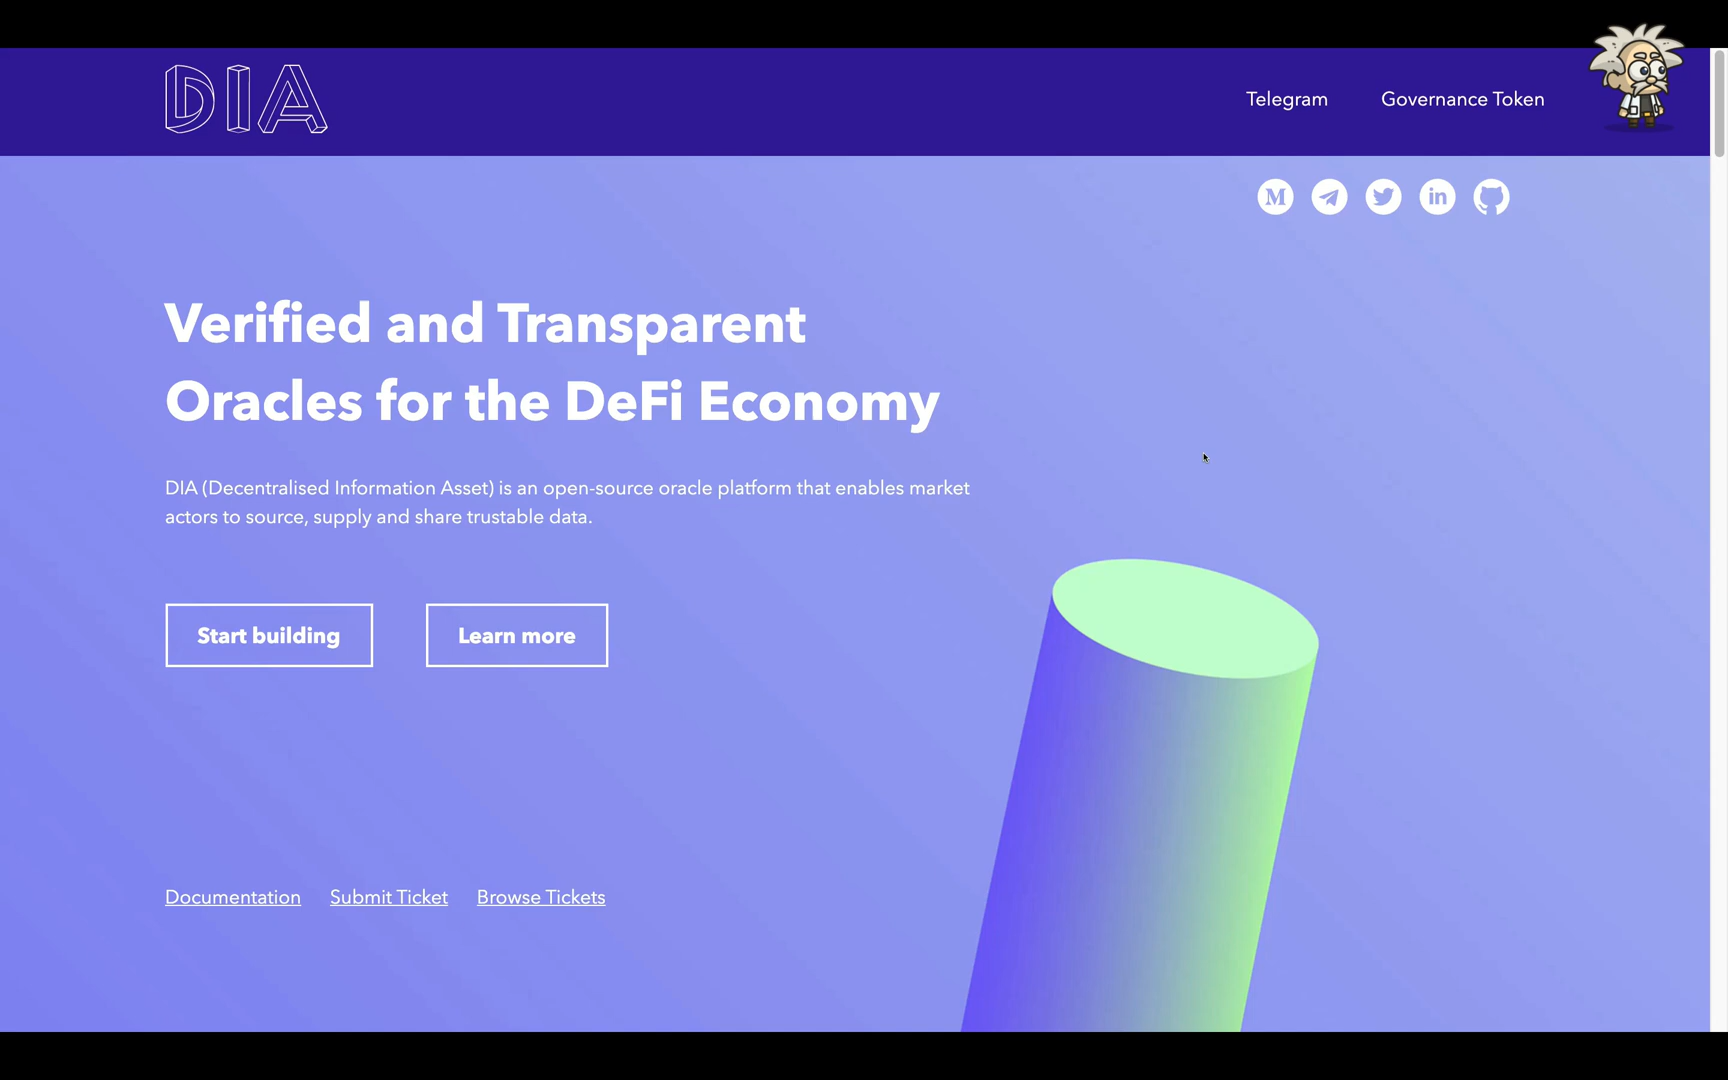 DIA
Telegram Governance Token
M in
Verified and Transparent
Oracles for the DeFi Economy
DIA (Decentralised Information Asset) is an open-source oracle platform that enables market
actors to source, supply and share trustable data.
Start building Learn more
Documentation Submit Ticket Browse Tickets